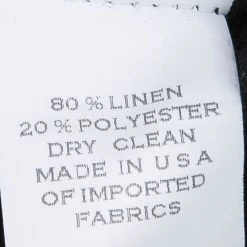 80 % LINEN
20 % POLYESTER
DRY CLEAN
MADE IN U S A
OF IMPORTED
FABRICS